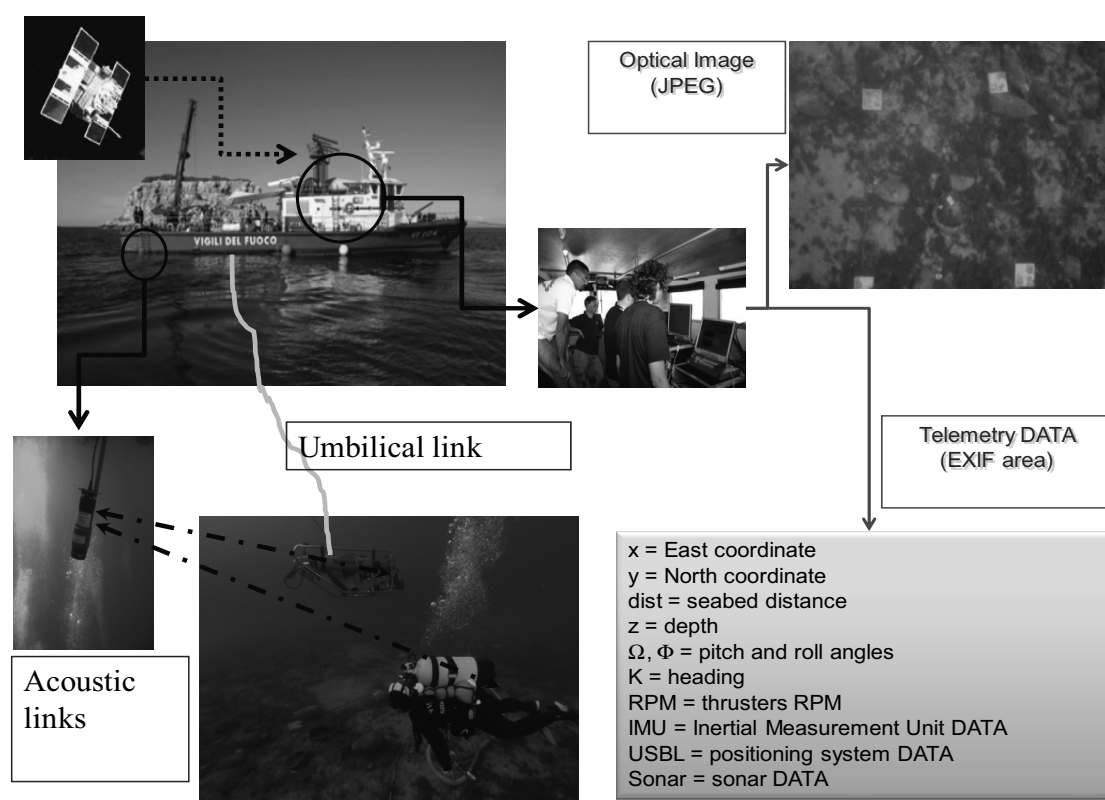 Optical Image
(JPEG)
VIGILI DEL FUOCO
Umbilical link
Telemetry DATA
(EXIF area)
Acoustic
links
x = East coordinate
y = North coordinate
dist = seabed distance
z = depth
Ω, Φ = pitch and roll angles
K = heading
RPM = thrusters RPM
IMU = Inertial Measurement Unit DATA
USBL = positioning system DATA
Sonar = sonar DATA